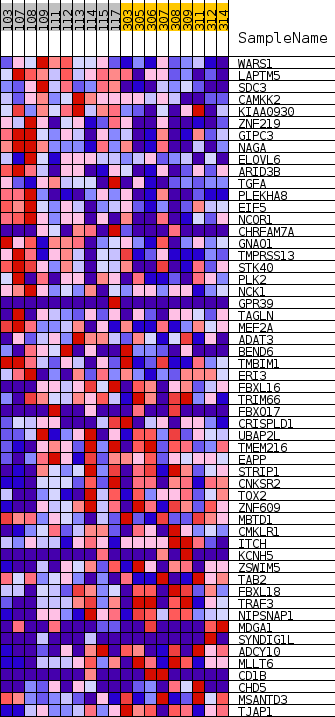 103 107 108 109 111 112 113 114 115 117 303 305 306 307 308 309 311 312 314
SampleName
WARS1
LAPTM5
SDC3
CAMKK2
KIAA0930
ZNF219
GIPC3
NAGA
ELOVL6
ARID3B
TGFA
PLEKHA8
EIF5
NCOR1
CHRFAM7A
GNAO1
TMPRSS13
STK40
PLK2
NCK1
GPR39
TAGLN
MEF2A
ADAT3
BEND6
TMBIM1
ERI3
FBXL16
TRIM66
FBXO17
CRISPLD1
UBAP2L
TMEM216
EAPP
STRIP1
CNKSR2
TOX2
ZNF609
MBTD1
CMKLR1
ITCH
KCNH5
ZSWIM5
TAB2
FBXL18
TRAF3
NIPSNAP1
MDGA1
SYNDIG1L
ADCY10
MLLT6
CD1B
CHD5
MSANTD3
TJAP1